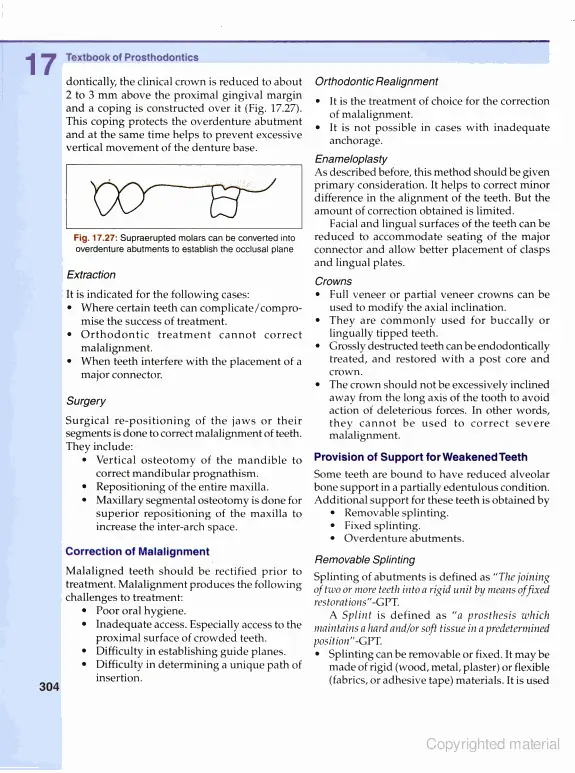 17
Textbook of Prosthodontics
dontically, the clinical crown is reduced to about
2 to 3 mm above the proximal gingival margin
and a coping is constructed over it (Fig. 17.27).
This coping protects the overdenture abutment
and at the same time helps to prevent excessive
vertical movement of the denture base.
Fig. 17.27: Supraerupted molars can be converted into
overdenture abutments to establish the occlusal plane
Extraction
It is indicated for the following cases:
• Where certain teeth can complicate/compro-
mise the success of treatment.
• Orthodontic treatment cannot correct
malalignment.
• When teeth interfere with the placement of a
major connector.
Surgery
Surgical re-positioning of the jaws or their
segments is done to correct malalignment of teeth.
They include:
• Vertical osteotomy of the mandible to
correct mandibular prognathism.
• Repositioning of the entire maxilla.
• Maxillary segmental osteotomy is done for
superior repositioning of the maxilla to
increase the inter-arch space.
Correction of Malalignment
Malaligned teeth should be rectified prior to
treatment. Malalignment produces the following
challenges to treatment:
• Poor oral hygiene.
• Inadequate access. Especially access to the
proximal surface of crowded teeth.
• Difficulty in establishing guide planes.
• Difficulty in determining a unique path of
insertion.
304
Orthodontic Realignment
• It is the treatment of choice for the correction
of malalignment.
• It is not possible in cases with inadequate
anchorage.
Enameloplasty
As described before, this method should be given
primary consideration. It helps to correct minor
difference in the alignment of the teeth. But the
amount of correction obtained is limited.
Facial and lingual surfaces of the teeth can be
reduced to accommodate seating of the major
connector and allow better placement of clasps
and lingual plates.
Crowns
• Full veneer or partial veneer crowns can be
used to modify the axial inclination.
• They are commonly used for buccally or
lingually tipped teeth.
• Grossly destructed teeth can be endodontically
treated, and restored with a post core and
crown.
• The crown should not be excessively inclined
away from the long axis of the tooth to avoid
action of deleterious forces. In other words,
they cannot be used to correct severe
malalignment.
Provision of Support for Weakened Teeth
Some teeth are bound to have reduced alveolar
bone support in a partially edentulous condition.
Additional support for these teeth is obtained by
• Removable splinting.
• Fixed splinting.
• Overdenture abutments.
Removable Splinting
Splinting of abutments is defined as "The joining
of two or more teeth into a rigid unit by means of fixed
restorations"-GPT.
A Splint is defined as "a prosthesis which
maintains a hard and/or soft tissue in a predetermined
position"-GPT.
• Splinting can be removable or fixed. It may be
made of rigid (wood, metal, plaster) or flexible
(fabrics, or adhesive tape) materials. It is used
Copyrighted material